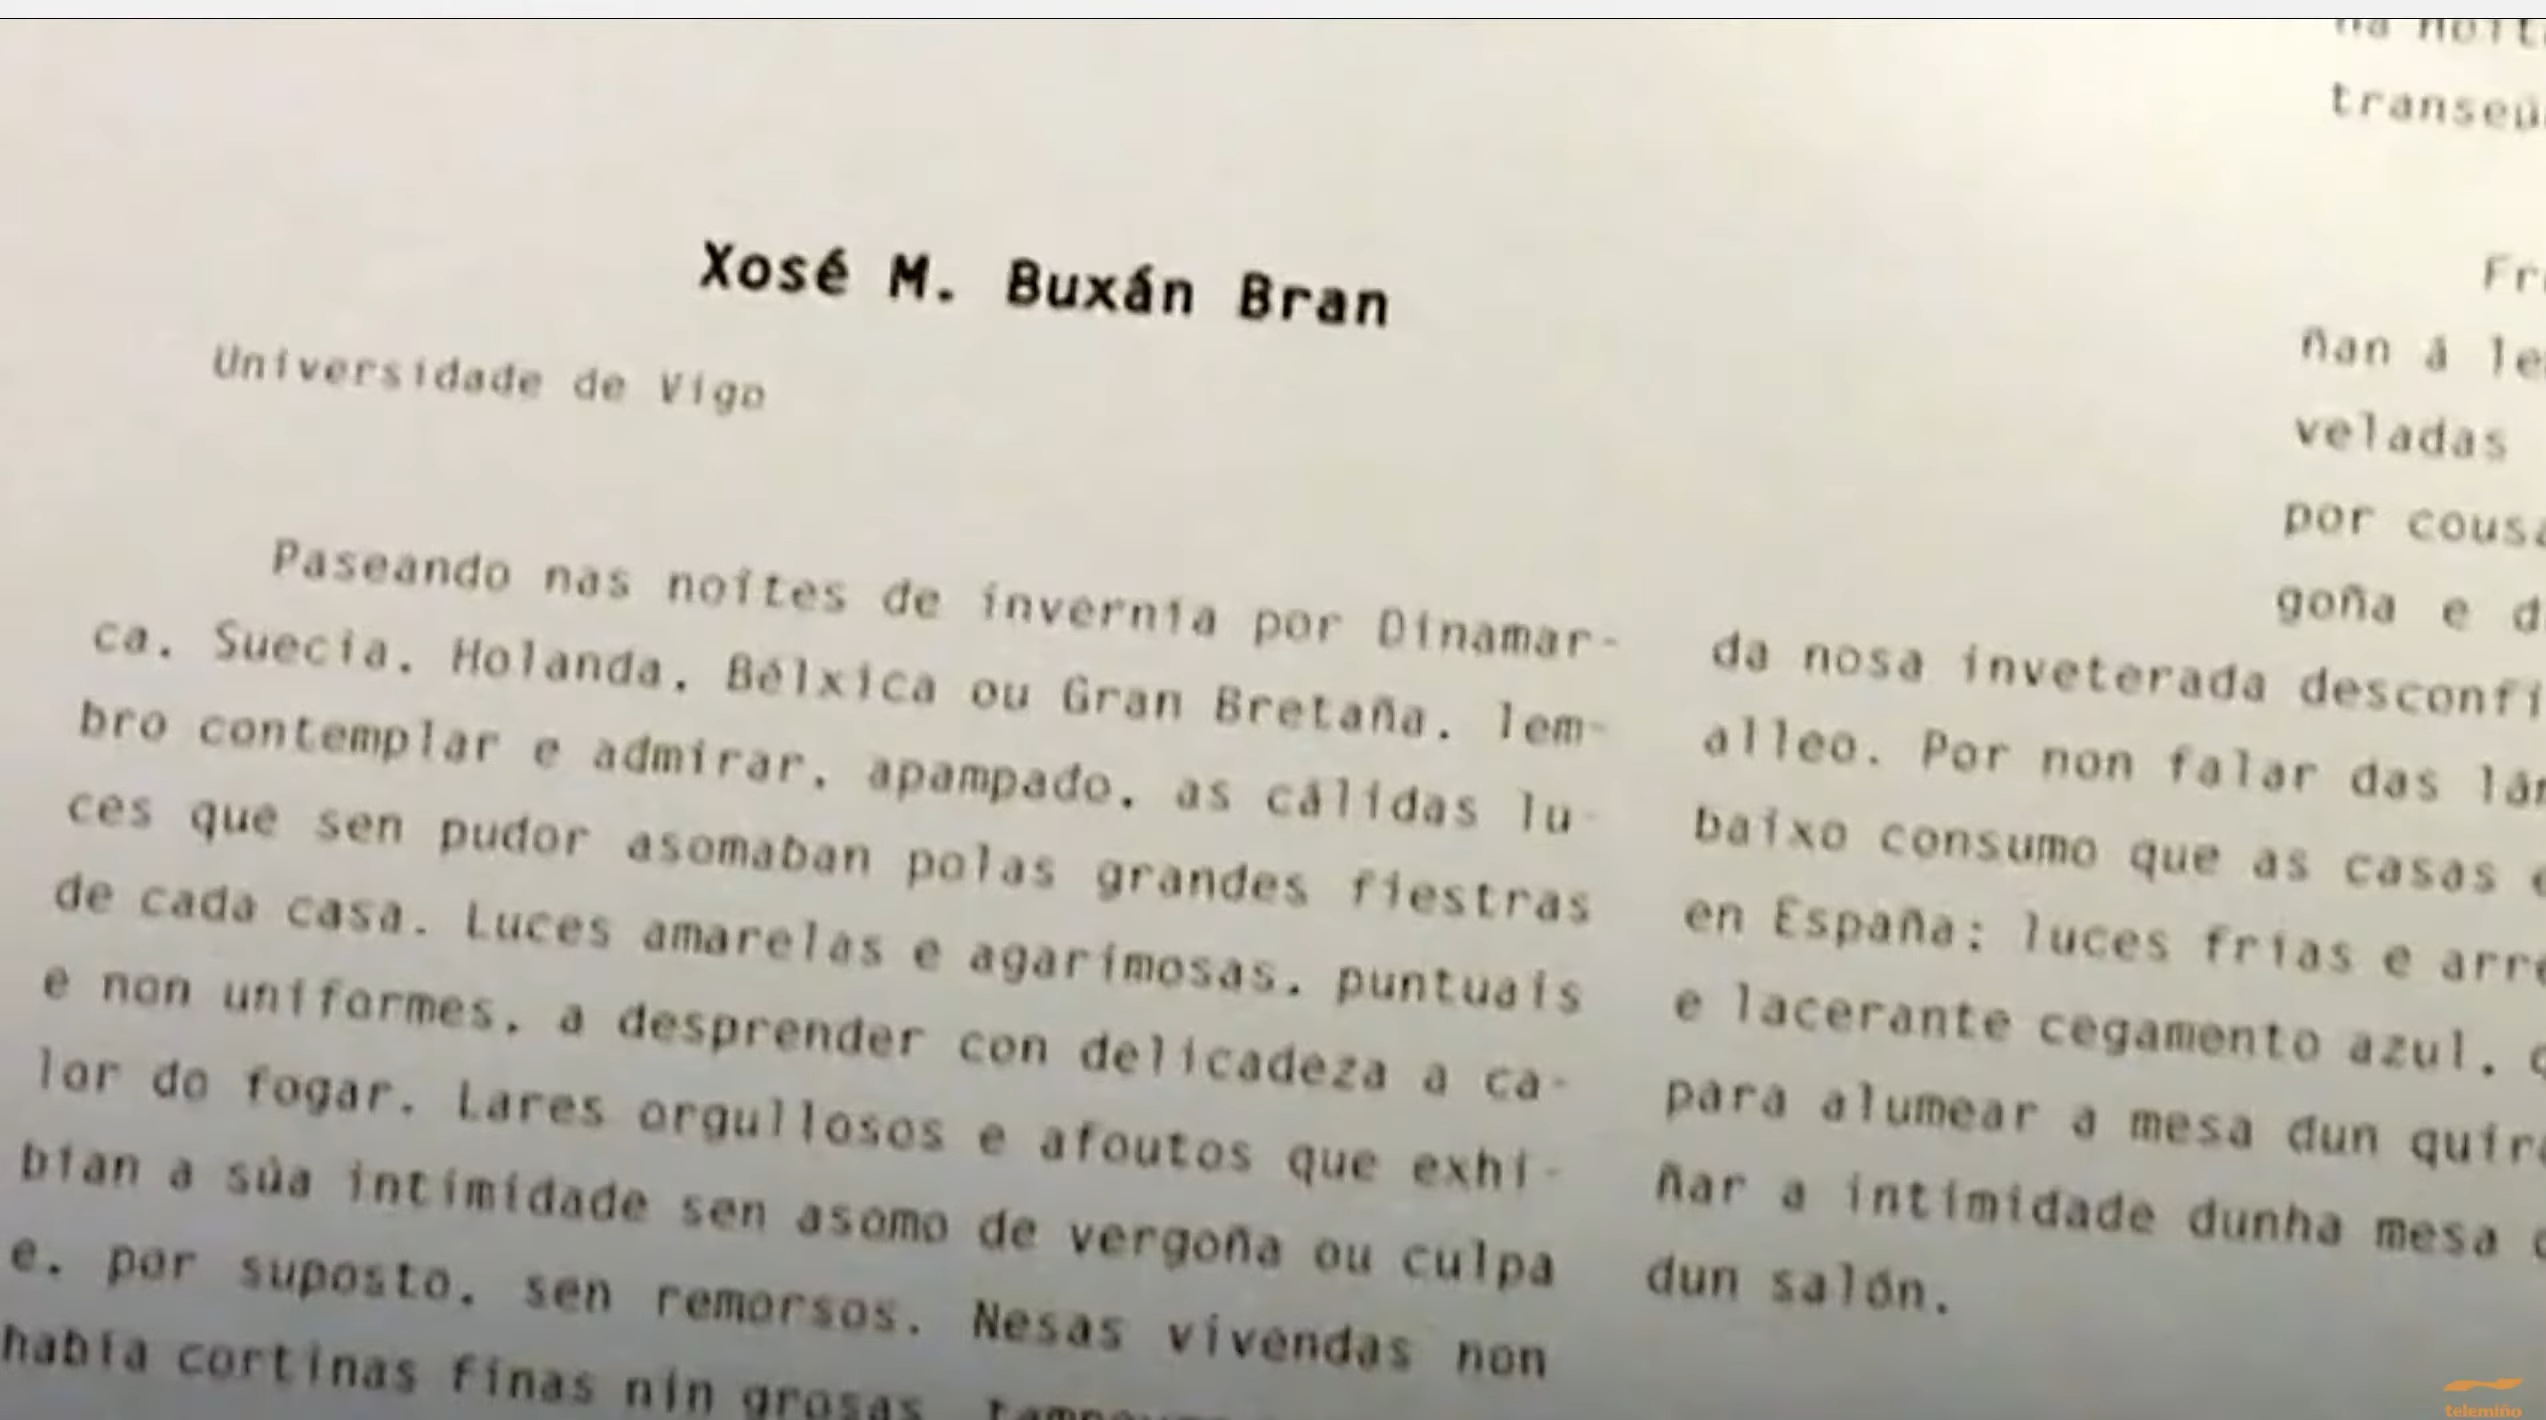 Xosé M. Buxán Bran
Universidade de Vigo
Paseando nas noites de invernía por Dinamar-
ca, Suecia, Holanda, Bélxica ou Gran Bretaña, lem-
bro contemplar e admirar, apampado, as cálidas lu-
ces que sen pudor asomaban polas grandes fiestras
de cada casa. Luces amarelas e agarimosas, puntuais
e non uniformes, a desprender con delicadeza a ca-
lor do fogar. Lares orgullosos e afoutos que exhi-
bían a súa intimidade sen asomo de vergoña ou culpa
e, por suposto, sen remorsos. Nesas vivendas non
había cortinas finas nin grosas
transeú
ñan á
veladas
por
goña e
da nosa inveterada desconfi
alleo. Por non falar das
baixo consumo que as casas
en España: luces frías e
e lacerante cegamento azul,
para alumear a mesa dun
ñar a intimidade dunha mesa
dun salón.
telemiño